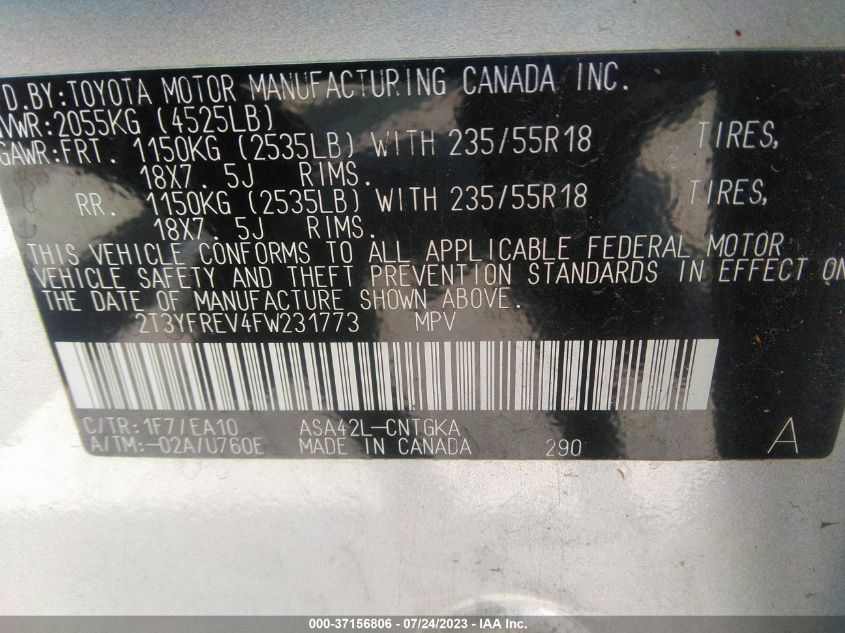 D.BY:TOYOTA MOTOR MANUFACTURING CANADA INC.
VWR:2055KG (4525LB)
GAWR:FRT. 1150KG (2535LB) WITH 235/55R18 TIRES,
18X7.5J RIMS.
RR. 1150KG (2535LB) WITH 235/55R18 TIRES,
18X7.5J RIMS.
THIS VEHICLE CONFORMS TO ALL APPLICABLE FEDERAL MOTOR
VEHICLE SAFETY AND THEFT PREVENTION STANDARDS IN EFFECT ON
THE DATE OF MANUFACTURE SHOWN ABOVE.
2T3YFREV4FW231773 MPV
C/TR:1F7/EA10 ASA42L-CNTGKA
A/TM:-02A/U760E MADE IN CANADA 290 A
000-37156806 - 07/24/2023 - IAA Inc.